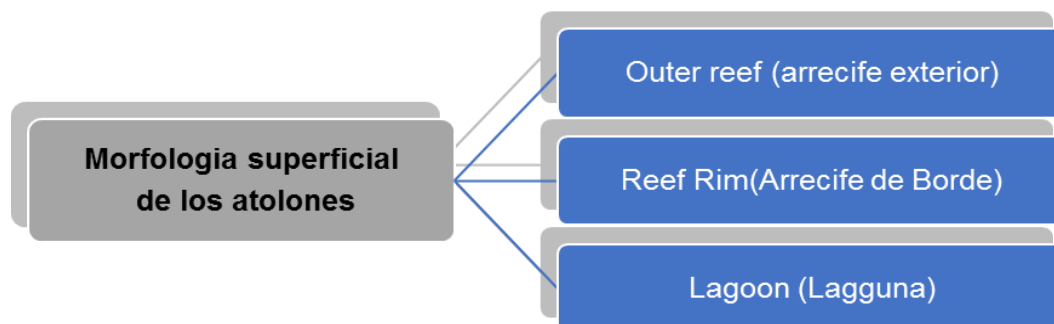 Morfologia superficial
de los atolones
Outer reef (arrecife exterior)
Reef Rim(Arrecife de Borde)
Lagoon (Lagguna)